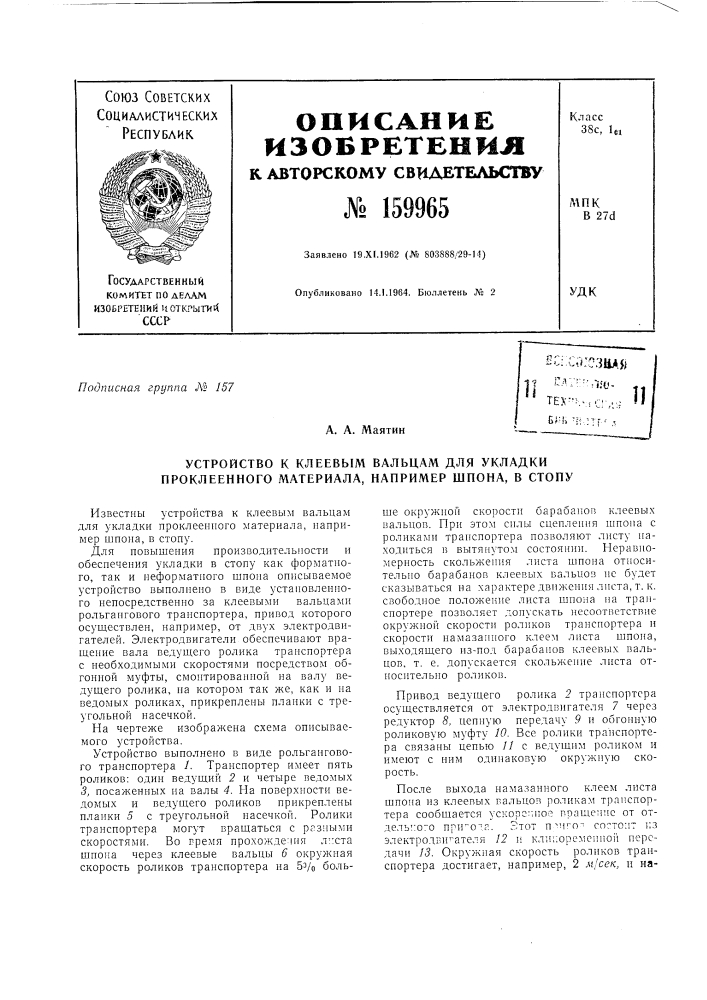 СОЮЗ СОВЕТСКИХ
СОЦИАЛИСТИЧЕСКИХ
РЕСПУБЛИК
ГОСУДАРСТВЕННЫЙ
КОМИТЕТ ПО ДЕЛАМ
ИЗОБРЕТЕНИЙ И ОТКРЫТИЙ
СССР
ОПИСАНИЕ
ИЗОБРЕТЕНИЯ
К АВТОРСКОМУ СВИДЕТЕЛЬСТВУ
№ 159965
Заявлено 19.XI.1962 (№ 803888/29-14)
Опубликовано 14.I.1964. Бюллетень № 2
Класс
38c, 1₀₁
МПК
B 27d
УДК
Подписная группа № 157
11 11
А. А. Маятин
УСТРОЙСТВО К КЛЕЕВЫМ ВАЛЬЦАМ ДЛЯ УКЛАДКИ
ПРОКЛЕЕННОГО МАТЕРИАЛА, НАПРИМЕР ШПОНА, В СТОПУ
Известны устройства к клеевым вальцам
для укладки проклеенного материала, напри-
мер шпона, в стопу.
Для повышения производительности и
обеспечения укладки в стопу как форматно-
го, так и неформатного шпона описываемое
устройство выполнено в виде установленно-
го непосредственно за клеевыми вальцами
рольгангового транспортера, привод которого
осуществлен, например, от двух электродви-
гателей. Электродвигатели обеспечивают вра-
щение вала ведущего ролика транспортера
с необходимыми скоростями посредством об-
гонной муфты, смонтированной на валу ве-
дущего ролика, на котором так же, как и на
ведомых роликах, прикреплены планки с тре-
угольной насечкой.
На чертеже изображена схема описывае-
мого устройства.
Устройство выполнено в виде рольгангово-
го транспортера 1. Транспортер имеет пять
роликов: один ведущий 2 и четыре ведомых
3, посаженных на валы 4. На поверхности ве-
домых и ведущего роликов прикреплены
планки 5 с треугольной насечкой. Ролики
транспортера могут вращаться с разными
скоростями. Во время прохождения листа
шпона через клеевые вальцы 6 окружная
скорость роликов транспортера на 5% боль-
ше окружной скорости барабанов клеевых
вальцов. При этом силы сцепления шпона с
роликами транспортера позволяют листу на-
ходиться в вытянутом состоянии. Неравно-
мерность скольжения листа шпона относи-
тельно барабанов клеевых вальцов не будет
сказываться на характере движения листа, т. к.
свободное положение листа шпона на тран-
спортере позволяет допускать несоответствие
окружной скорости роликов транспортера и
скорости намазанного клеем листа шпона,
выходящего из-под барабанов клеевых валь-
цов, т. е. допускается скольжение листа от-
носительно роликов.
Привод ведущего ролика 2 транспортера
осуществляется от электродвигателя 7 через
редуктор 8, цепную передачу 9 и обгонную
роликовую муфту 10. Все ролики транспорте-
ра связаны цепью 11 с ведущим роликом и
имеют с ним одинаковую окружную ско-
рость.
После выхода намазанного клеем листа
шпона из клеевых вальцов роликам транспор-
тера сообщается ускоренное вращение от от-
дельного привода. Этот привод состоит из
электродвигателя 12 и клиноременной пере-
дачи 13. Окружная скорость роликов тран-
спортера достигает, например, 2 м/сек, и на-